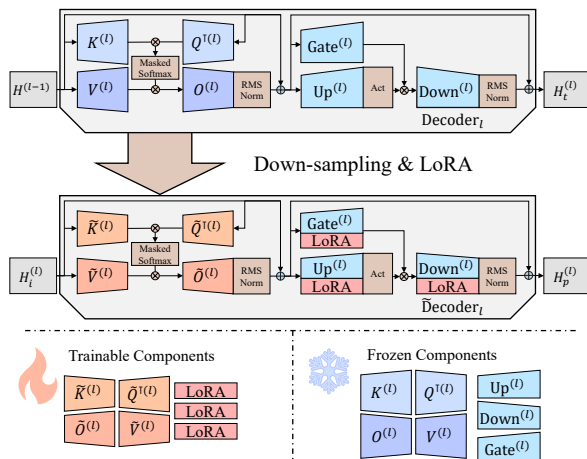 K^(l) Q^⊺(l) Gate^(l)
Masked
Softmax
H^(l−1) V^(l) O^(l) RMS Norm Up^(l) Act Down^(l) RMS Norm H_t^(l)
Decoder_l
Down-sampling & LoRA
K̃^(l) Q̃^⊺(l) Gate^(l)
LoRA
Masked
Softmax
H_i^(l) Ṽ^(l) Õ^(l) RMS Norm Up^(l) Act Down^(l) RMS Norm H_p^(l)
LoRA LoRA
D̃ecoder_l
Trainable Components
K̃^(l) Q̃^⊺(l) LoRA
LoRA
Õ^(l) Ṽ^(l) LoRA
Frozen Components
K^(l) Q^⊺(l) Up^(l)
Down^(l)
O^(l) V^(l) Gate^(l)